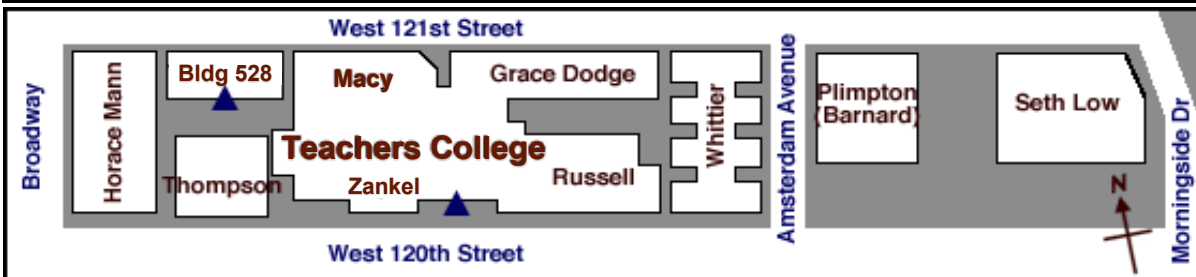 West 121st Street
Broadway
Horace Mann
Bldg 528
Macy
Grace Dodge
Whittier
Amsterdam Avenue
Plimpton
(Barnard)
Seth Low
Morningside Dr
Teachers College
Thompson
Zankel
Russell
N
West 120th Street